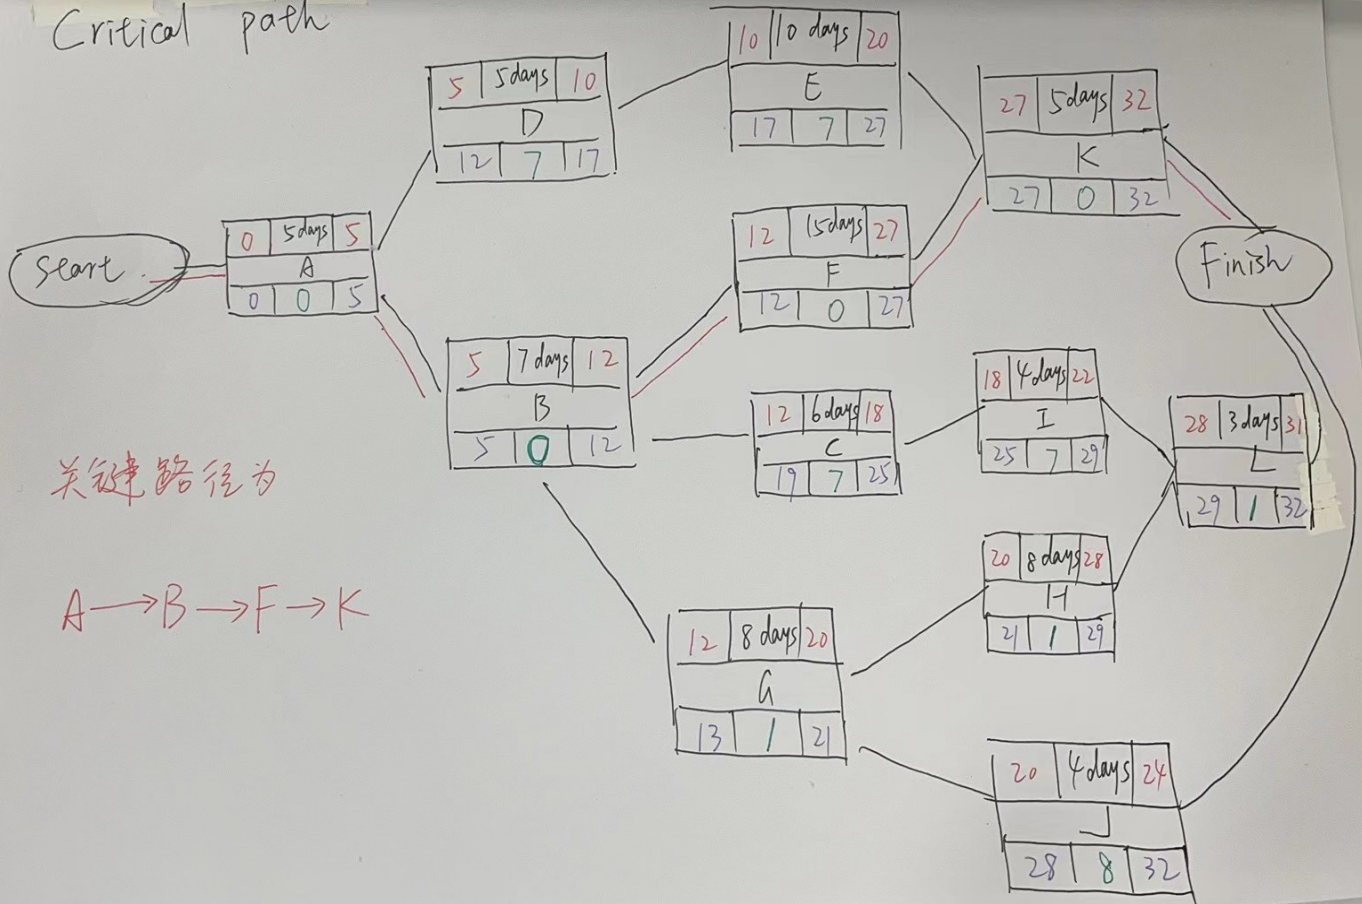 Critical path
10 10 days 20
E
17 7 27
5 5days 10
D
12 7 17
27 5days 32
K
27 0 32
start
0 5days 5
A
0 0 5
12 15days 27
F
12 0 27
Finish
5 7 days 12
B
5 0 12
12 6days 18
C
19 7 25
18 4days 22
I
25 7 29
28 3days 31
L
29 1 32
关键路径为
A→B→F→K
20 8days 28
H
21 1 29
12 8 days 20
G
13 1 21
20 4days 24
J
28 8 32